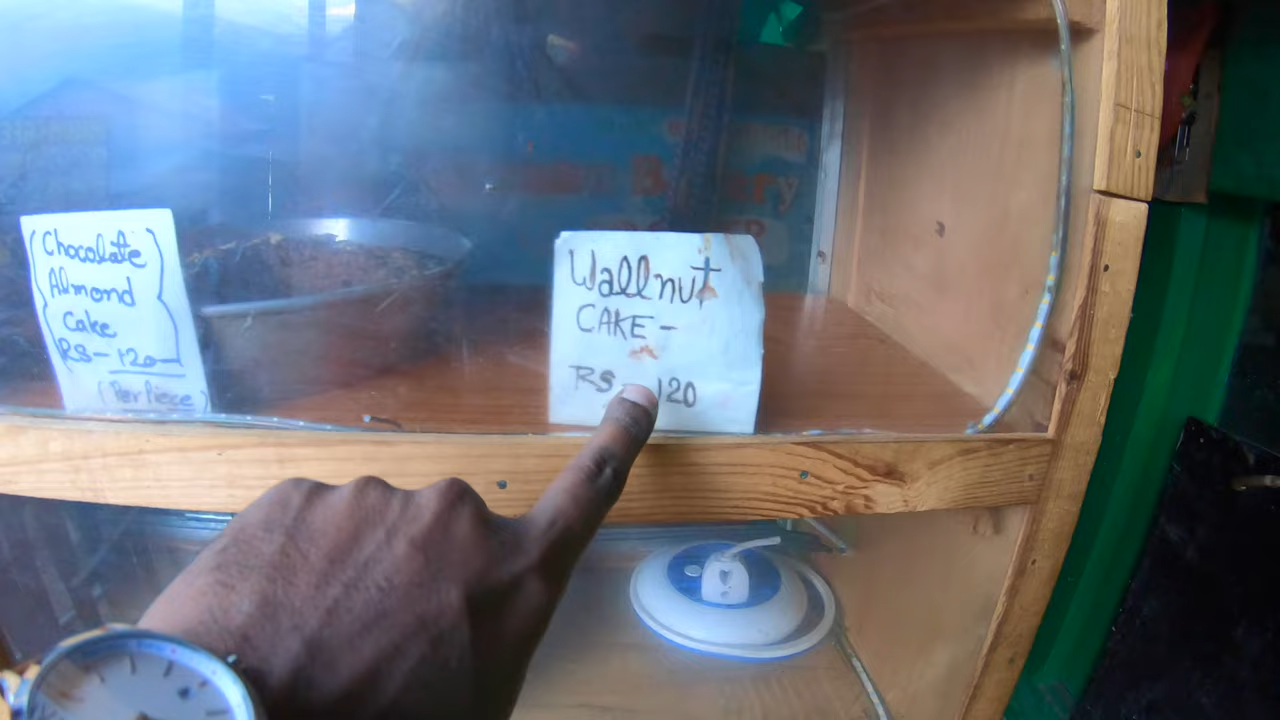 Chocolate
Almond
Cake
RS-120
(Per Piece)
Wallnut
CAKE-
RS 120